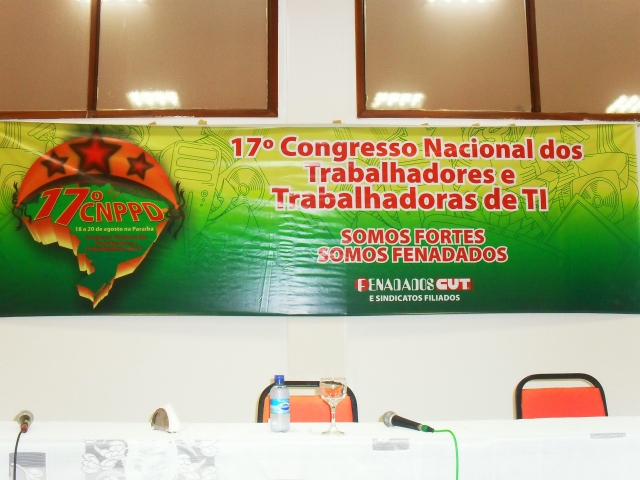 17º Congresso Nacional dos
Trabalhadores e
Trabalhadoras de TI
SOMOS FORTES
SOMOS FENADADOS
FENADADOS CUT
E SINDICATOS FILIADOS
17º
CNPPD
18 a 20 de agosto na Paraíba